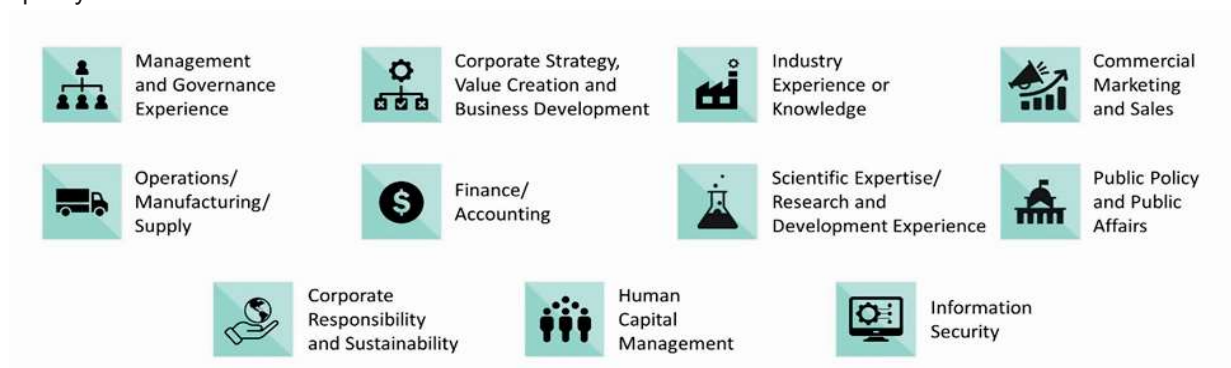 Management
and Governance
Experience
Corporate Strategy,
Value Creation and
Business Development
Industry
Experience or
Knowledge
Commercial
Marketing
and Sales
Operations/
Manufacturing/
Supply
Finance/
Accounting
Scientific Expertise/
Research and
Development Experience
Public Policy
and Public
Affairs
Corporate
Responsibility
and Sustainability
Human
Capital
Management
Information
Security